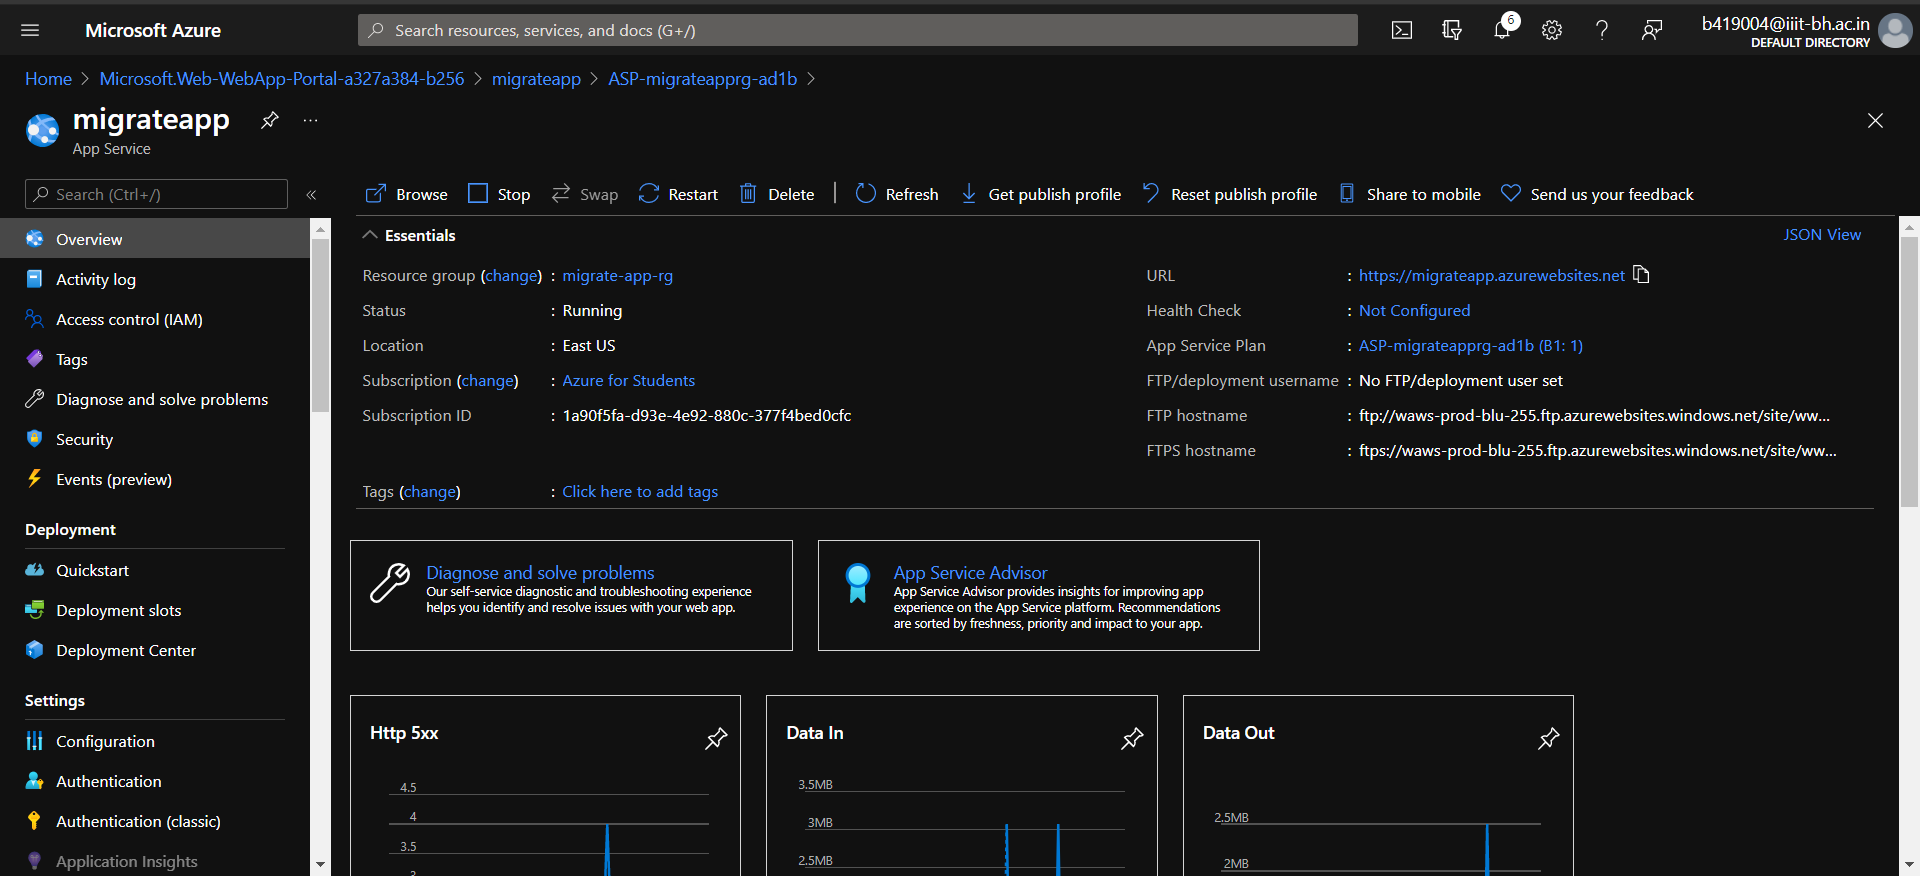 Microsoft Azure
Search resources, services, and docs (G+/)
6
b419004@iiit-bh.ac.in
DEFAULT DIRECTORY
Home > Microsoft.Web-WebApp-Portal-a327a384-b256 > migrateapp > ASP-migrateapprg-ad1b >
migrateapp
...
App Service
Search (Ctrl+/)
«
Browse
Stop
Swap
Restart
Delete
Refresh
Get publish profile
Reset publish profile
Share to mobile
Send us your feedback
Overview
Activity log
Access control (IAM)
Tags
Diagnose and solve problems
Security
Events (preview)
Deployment
Quickstart
Deployment slots
Deployment Center
Settings
Configuration
Authentication
Authentication (classic)
Application Insights
Essentials
JSON View
Resource group (change) : migrate-app-rg
Status : Running
Location : East US
Subscription (change) : Azure for Students
Subscription ID : 1a90f5fa-d93e-4e92-880c-377f4bed0cfc
URL : https://migrateapp.azurewebsites.net
Health Check : Not Configured
App Service Plan : ASP-migrateapprg-ad1b (B1: 1)
FTP/deployment username : No FTP/deployment user set
FTP hostname : ftp://waws-prod-blu-255.ftp.azurewebsites.windows.net/site/ww...
FTPS hostname : ftps://waws-prod-blu-255.ftp.azurewebsites.windows.net/site/ww...
Tags (change) : Click here to add tags
Diagnose and solve problems
Our self-service diagnostic and troubleshooting experience
helps you identify and resolve issues with your web app.
App Service Advisor
App Service Advisor provides insights for improving app
experience on the App Service platform. Recommendations
are sorted by freshness, priority and impact to your app.
Http 5xx
4.5
4
3.5
Data In
3.5MB
3MB
2.5MB
Data Out
2.5MB
2MB